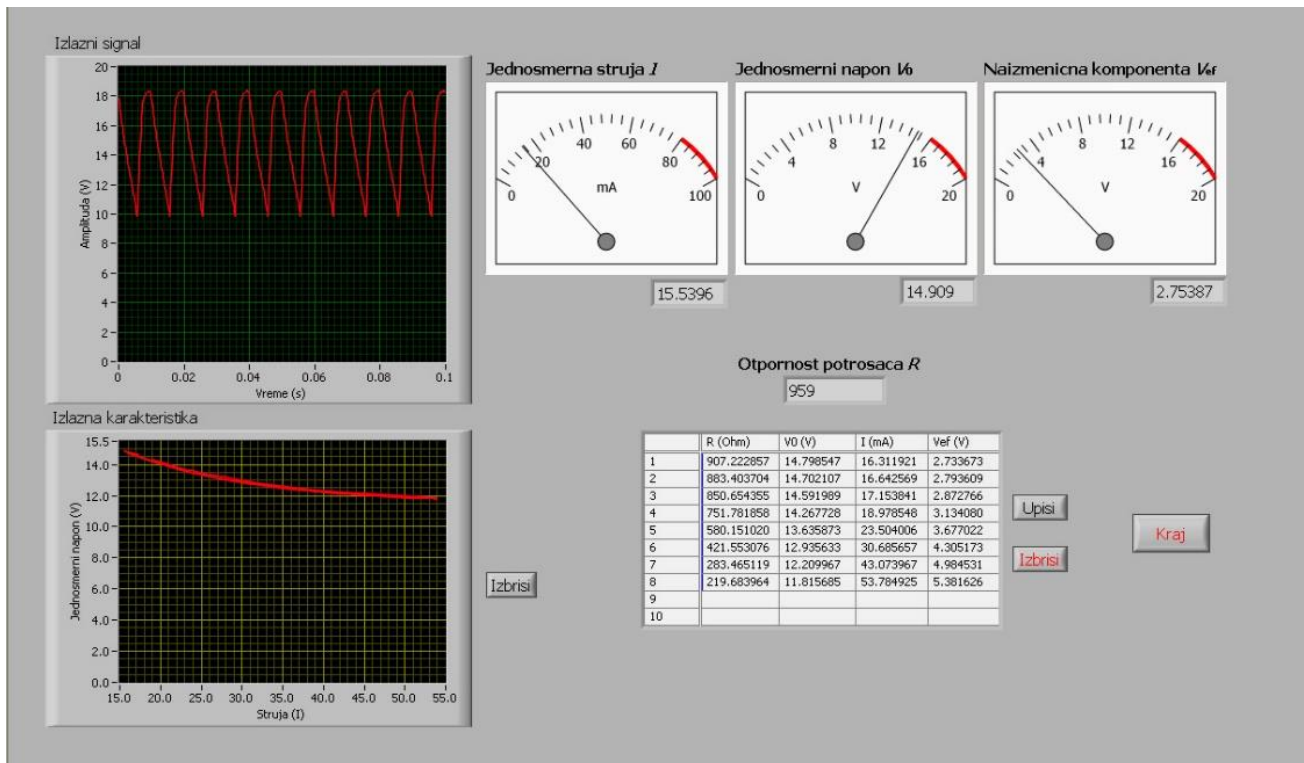 Izlazni signal
20
18
16
14
12
10
8
6
4
2
0
Amplituda (V)
0 0.02 0.04 0.06 0.08 0.1
Vreme (s)
Jednosmerna struja I
0 20 40 60 80 100
mA
15.5396
Jednosmerni napon V0
0 4 8 12 16 20
V
14.909
Naizmenicna komponenta Vef
0 4 8 12 16 20
V
2.75387
Otpornost potrosaca R
959
Izlazna karakteristika
15.5
14.0
12.0
10.0
8.0
6.0
4.0
2.0
0.0
Jednosmerni napon (V)
15.0 20.0 25.0 30.0 35.0 40.0 45.0 50.0 55.0
Struja (I)
Izbrisi
R (Ohm) V0 (V) I (mA) Vef (V)
1 907.222857 14.798547 16.311921 2.733673
2 883.403704 14.702107 16.642569 2.793609
3 850.654355 14.591989 17.153841 2.872766
4 751.781858 14.267728 18.978548 3.134080
5 580.151020 13.635873 23.504006 3.677022
6 421.553076 12.935633 30.685657 4.305173
7 283.465119 12.209967 43.073967 4.984531
8 219.683964 11.815685 53.784925 5.381626
9
10
Upisi
Izbrisi
Kraj